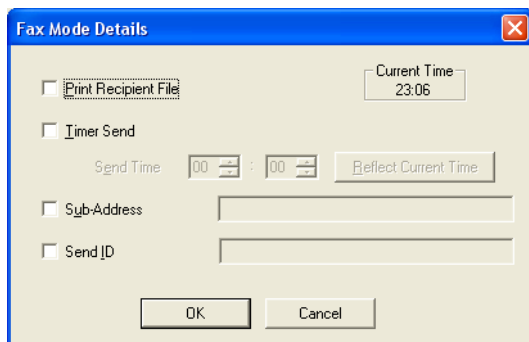 Fax Mode Details
Print Recipient File
Current Time
23:06
Timer Send
Send Time 00 : 00 Reflect Current Time
Sub-Address
Send ID
OK Cancel